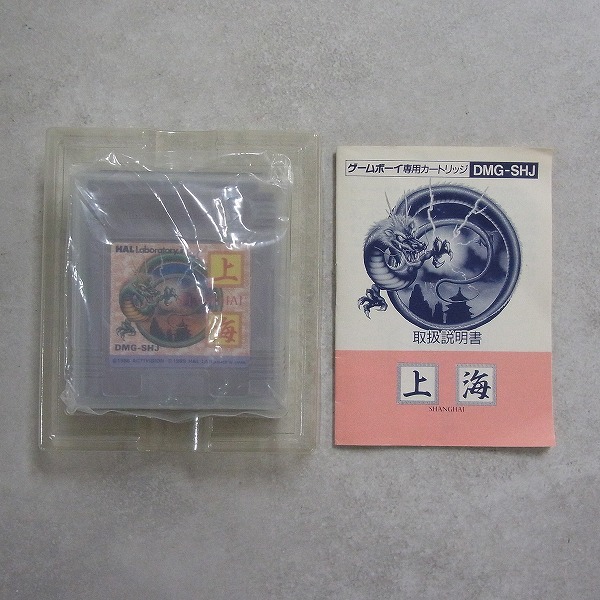 HAL Laboratory
上
SHANGHAI
海
DMG-SHJ
ゲームボーイ専用カートリッジ DMG-SHJ
取扱説明書
上 海
SHANGHAI